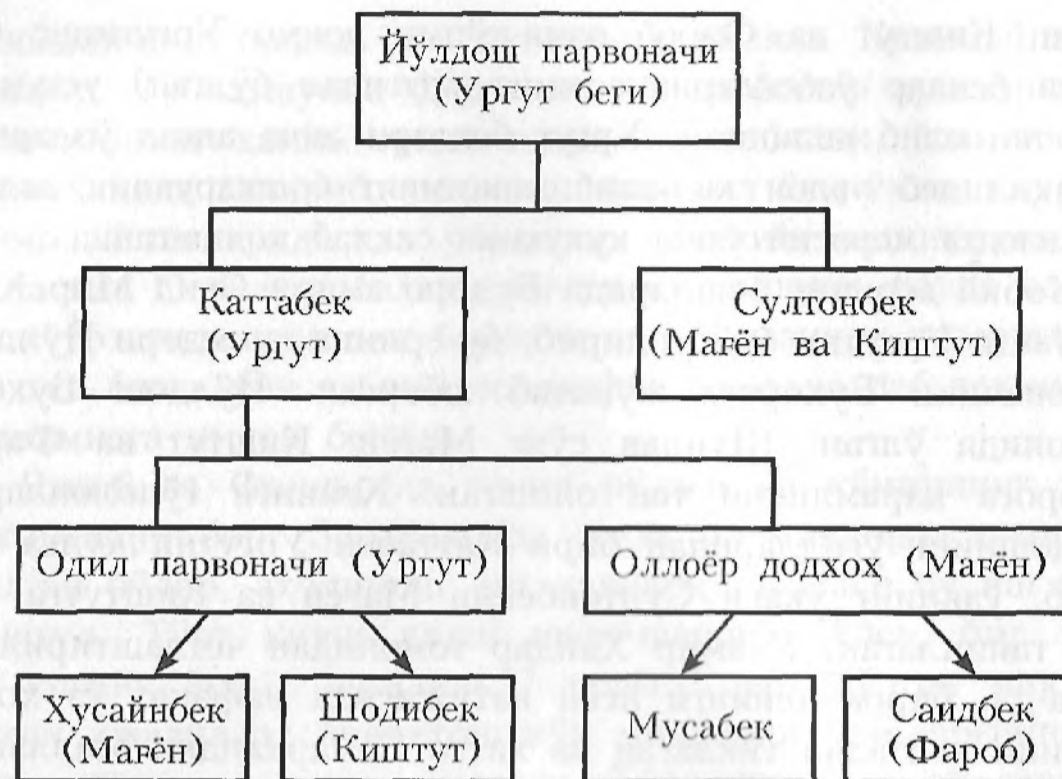 Йўлдош парвоначи
(Ургут беги)
Каттабек
(Ургут)
Султонбек
(Мағён ва Киштут)
Одил парвоначи (Ургут)
Оллоёр додхох (Мағён)
Ҳусайнбек
(Мағён)
Шодибек
(Киштут)
Мусабек
Саидбек
(Фароб)